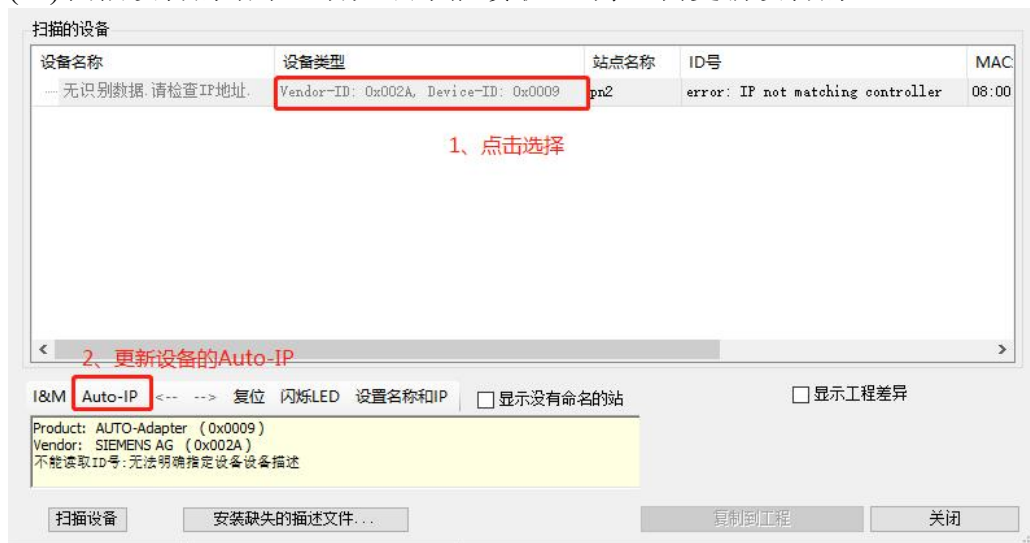 扫描的设备
设备名称 设备类型 站点名称 ID号 MAC
无识别数据.请检查IP地址. Vendor-ID: 0x002A, Device-ID: 0x0009 pn2 error: IP not matching controller 08:00
1、点击选择
2、更新设备的Auto-IP
I&M Auto-IP <-- --> 复位 闪烁LED 设置名称和IP 显示没有命名的站 显示工程差异
Product: AUTO-Adapter (0x0009)
Vendor: SIEMENS AG (0x002A)
不能读取ID号:无法明确指定设备设备描述
扫描设备 安装缺失的描述文件... 复制到工程 关闭